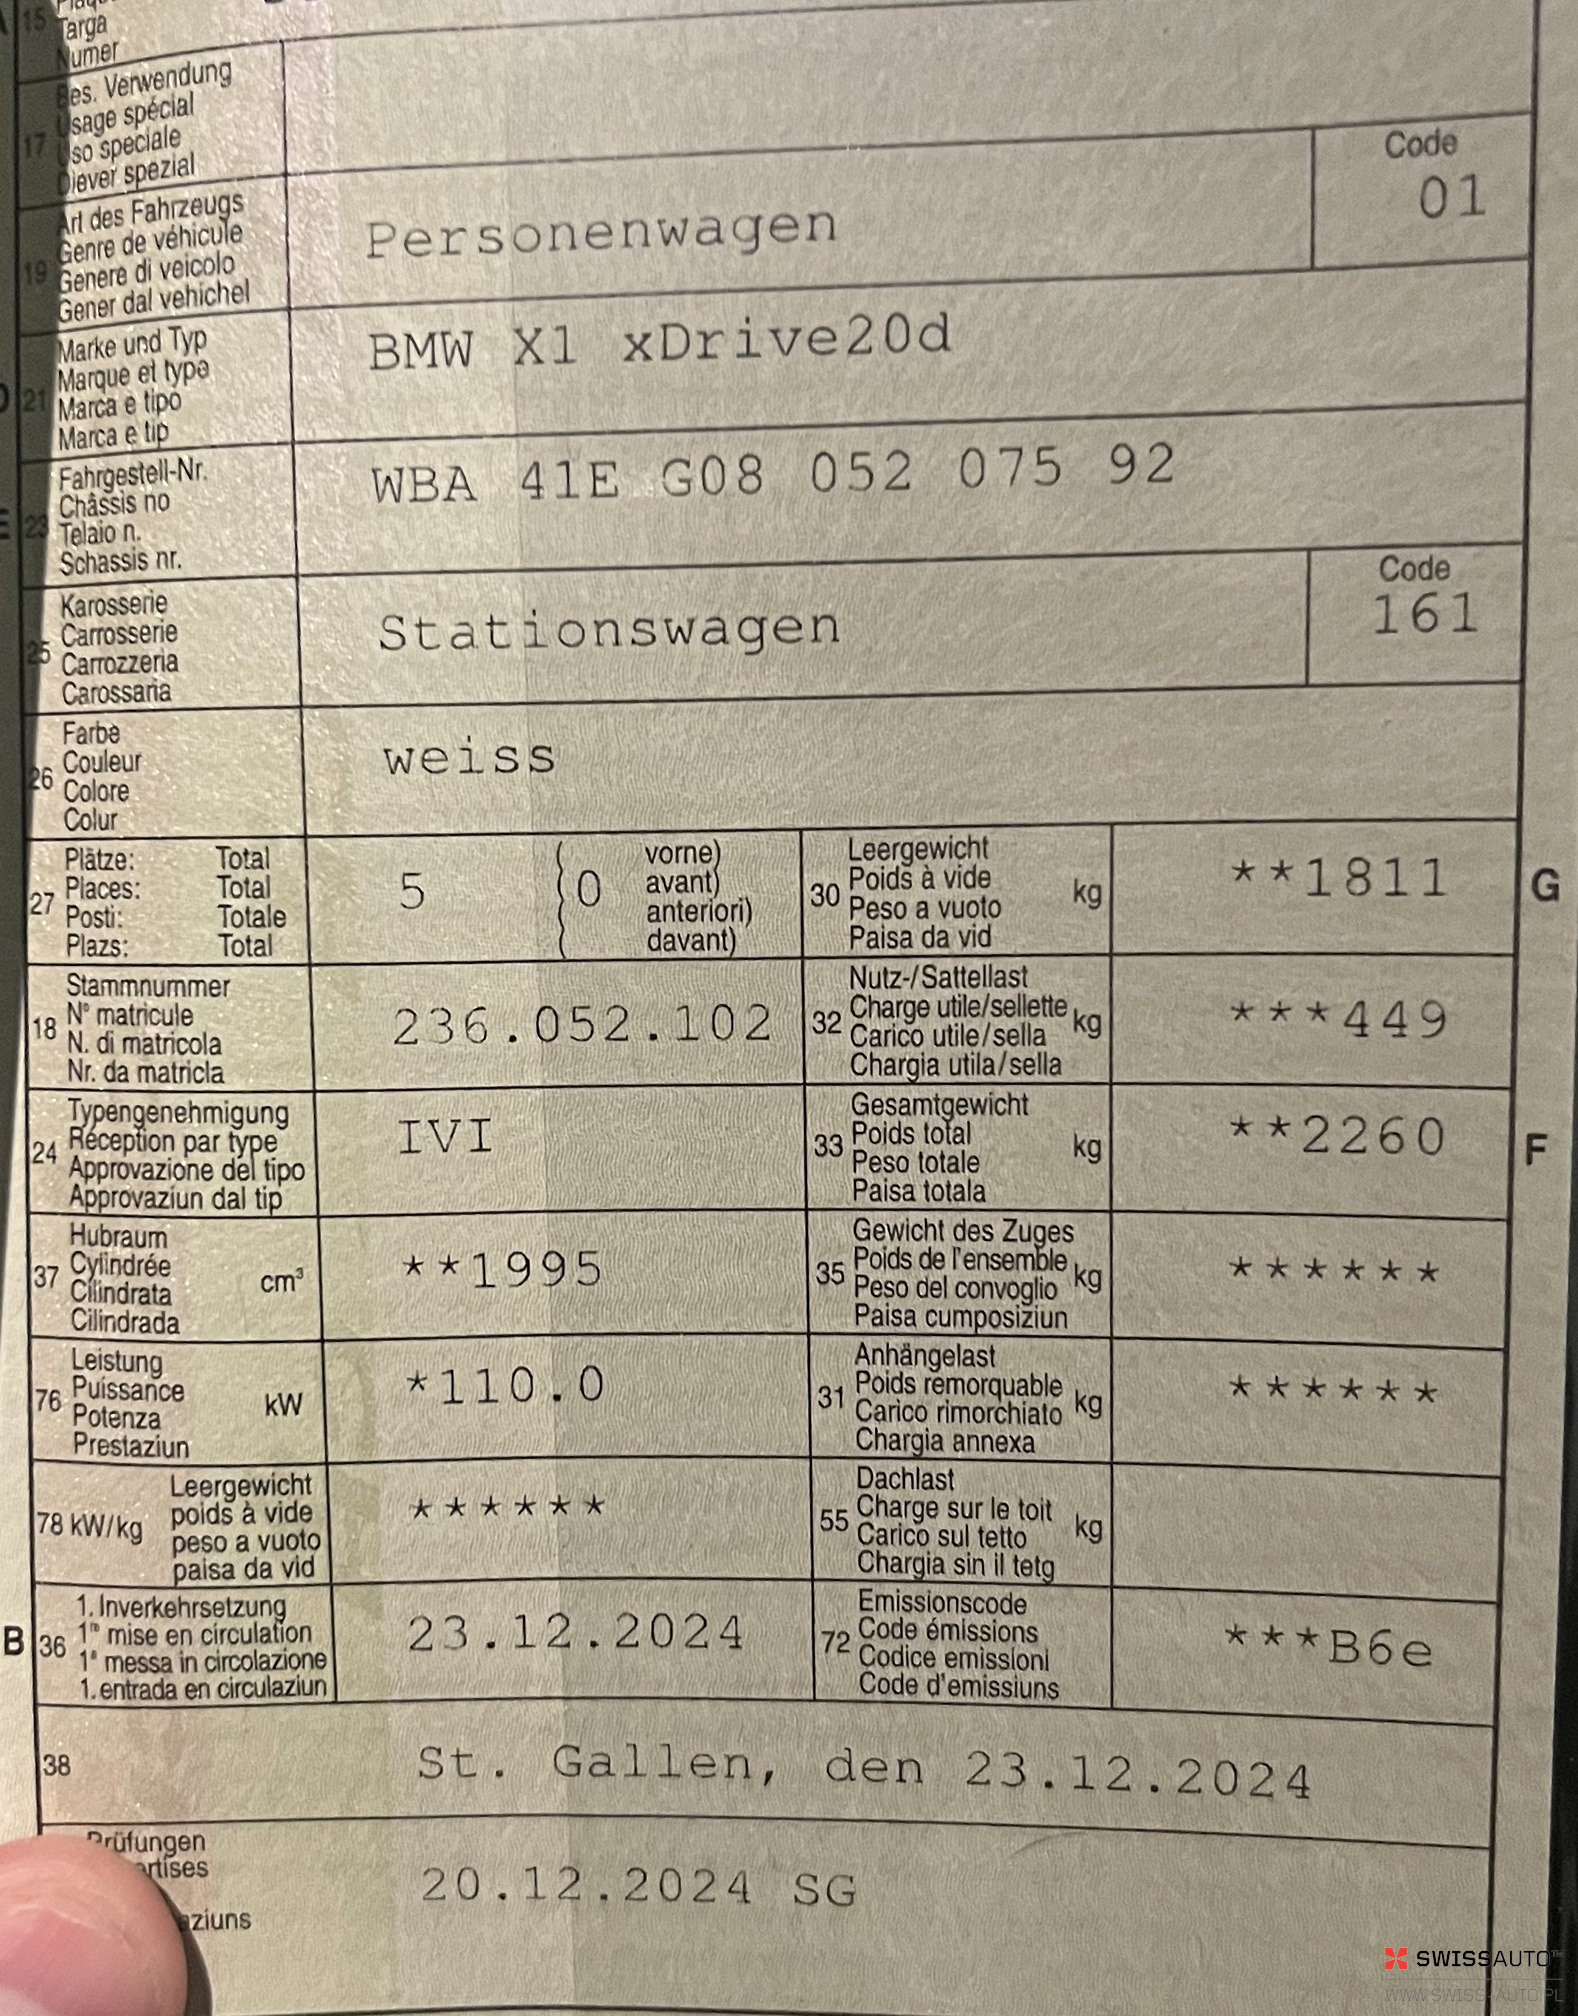 15
Targa
Numer
17
Bes. Verwendung
Usage spécial
Uso speciale
Diever spezial
19
Art des Fahrzeugs
Genre de véhicule
Genere di veicolo
Gener dal vehichel
Personenwagen
Code
01
21
Marke und Typ
Marque et type
Marca e tipo
Marca e tip
BMW X1 xDrive20d
E
23
Fahrgestell-Nr.
Châssis no
Telaio n.
Schassis nr.
WBA 41E G08 052 075 92
25
Karosserie
Carrosserie
Carrozzeria
Carossaria
Stationswagen
Code
161
26
Farbe
Couleur
Colore
Colur
weiss
27
Plätze: Total
Places: Total
Posti: Totale
Plazs: Total
5
(0 vorne)
avant)
anteriori)
davant)
30
Leergewicht
Poids à vide
Peso a vuoto
Paisa da vid
kg
**1811
G
18
Stammnummer
N° matricule
N. di matricola
Nr. da matricla
236.052.102
32
Nutz-/Sattellast
Charge utile/sellette
Carico utile/sella
Chargia utila/sella
kg
***449
24
Typengenehmigung
Réception par type
Approvazione del tipo
Approvaziun dal tip
IVI
33
Gesamtgewicht
Poids total
Peso totale
Paisa totala
kg
**2260
F
37
Hubraum
Cylindrée
Cilindrata
Cilindrada
cm³
**1995
35
Gewicht des Zuges
Poids de l'ensemble
Peso del convoglio
Paisa cumposiziun
kg
******
76
Leistung
Puissance
Potenza
Prestaziun
kW
*110.0
31
Anhängelast
Poids remorquable
Carico rimorchiato
Chargia annexa
kg
******
78 kW/kg
Leergewicht
poids à vide
peso a vuoto
paisa da vid
******
55
Dachlast
Charge sur le toit
Carico sul tetto
Chargia sin il tetg
kg
B
36
1. Inverkehrsetzung
1re mise en circulation
1a messa in circolazione
1. entrada en circulaziun
23.12.2024
72
Emissionscode
Code émissions
Codice emissioni
Code d'emissiuns
***B6e
38
St. Gallen, den 23.12.2024
Prüfungen
20.12.2024 SG
SWISSAUTO™
WWW.SWISS-AUTO.PL